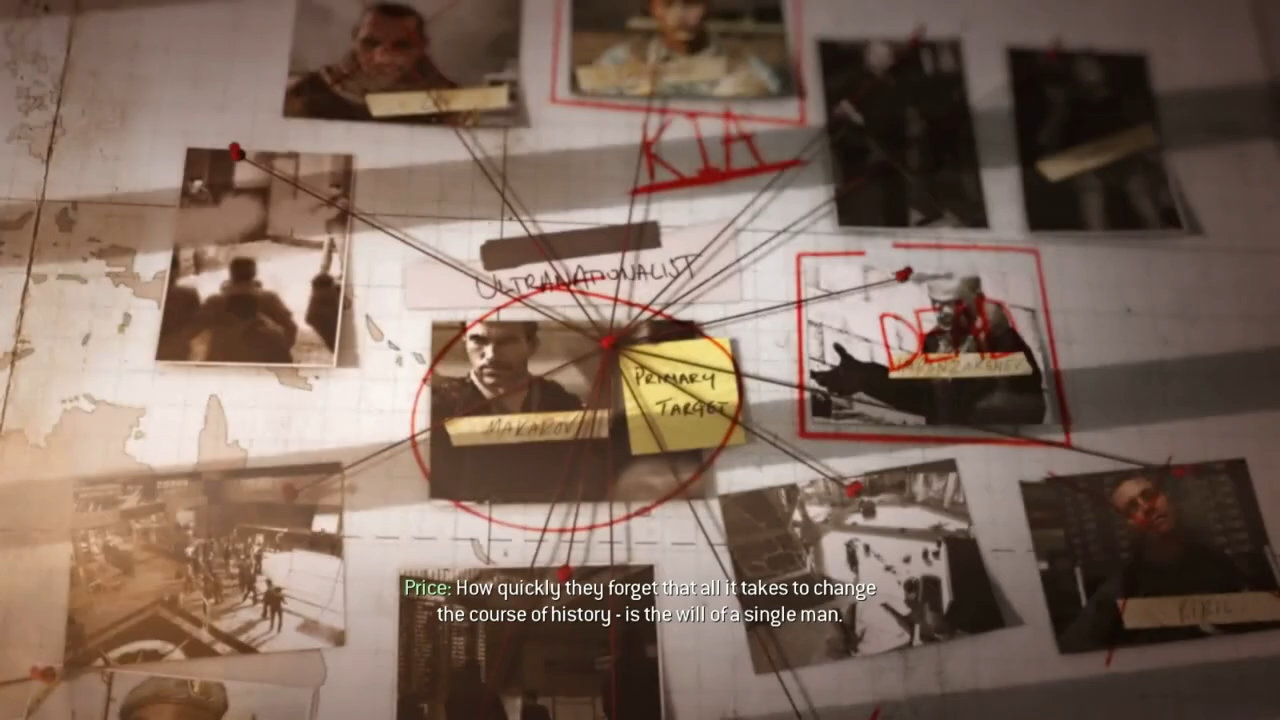 KIA
ULTRANATIONALIST
PRIMARY
TARGET
DEAD
MAKAROV
Price: How quickly they forget that all it takes to change
the course of history - is the will of a single man.